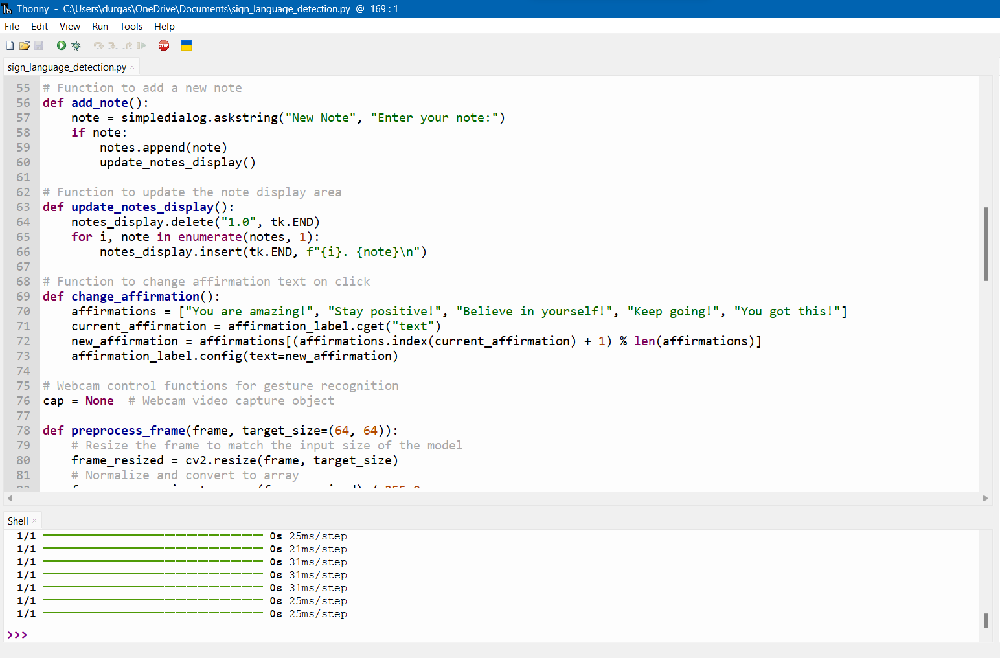 Thonny - C:\Users\durgas\OneDrive\Documents\sign_language_detection.py @ 169 : 1
File Edit View Run Tools Help
STOP
sign_language_detection.py ×
55 # Function to add a new note
56 def add_note():
57     note = simpledialog.askstring("New Note", "Enter your note:")
58     if note:
59         notes.append(note)
60         update_notes_display()
61
62 # Function to update the note display area
63 def update_notes_display():
64     notes_display.delete("1.0", tk.END)
65     for i, note in enumerate(notes, 1):
66         notes_display.insert(tk.END, f"{i}. {note}\n")
67
68 # Function to change affirmation text on click
69 def change_affirmation():
70     affirmations = ["You are amazing!", "Stay positive!", "Believe in yourself!", "Keep going!", "You got this!"]
71     current_affirmation = affirmation_label.cget("text")
72     new_affirmation = affirmations[(affirmations.index(current_affirmation) + 1) % len(affirmations)]
73     affirmation_label.config(text=new_affirmation)
74
75 # Webcam control functions for gesture recognition
76 cap = None  # Webcam video capture object
77
78 def preprocess_frame(frame, target_size=(64, 64)):
79     # Resize the frame to match the input size of the model
80     frame_resized = cv2.resize(frame, target_size)
81     # Normalize and convert to array
82     frame_array = img_to_array(frame_resized) / 255.0
Shell ×
1/1 0s 25ms/step
1/1 0s 21ms/step
1/1 0s 31ms/step
1/1 0s 31ms/step
1/1 0s 31ms/step
1/1 0s 25ms/step
1/1 0s 25ms/step
>>>